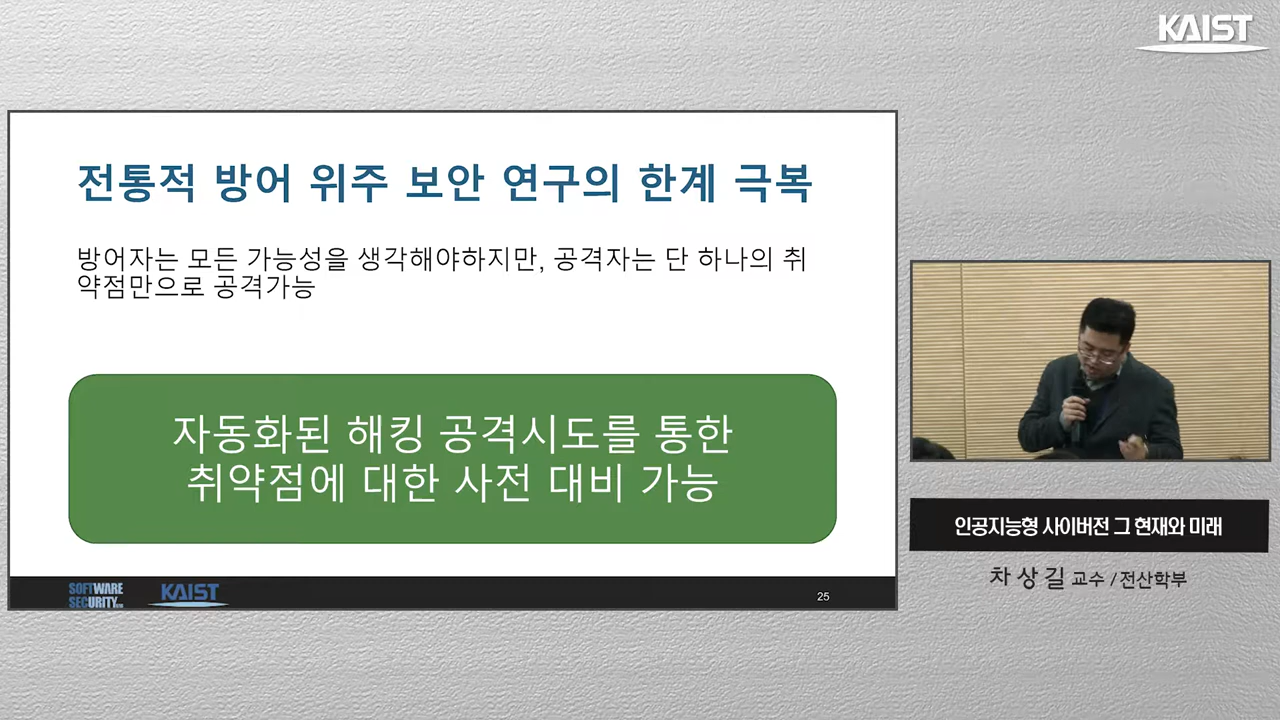 KAIST
전통적 방어 위주 보안 연구의 한계 극복
방어자는 모든 가능성을 생각해야하지만, 공격자는 단 하나의 취
약점만으로 공격가능
자동화된 해킹 공격시도를 통한
취약점에 대한 사전 대비 가능
SOFTWARE
SECURITY
KAIST
25
인공지능형 사이버전 그 현재와 미래
차상길 교수 / 전산학부